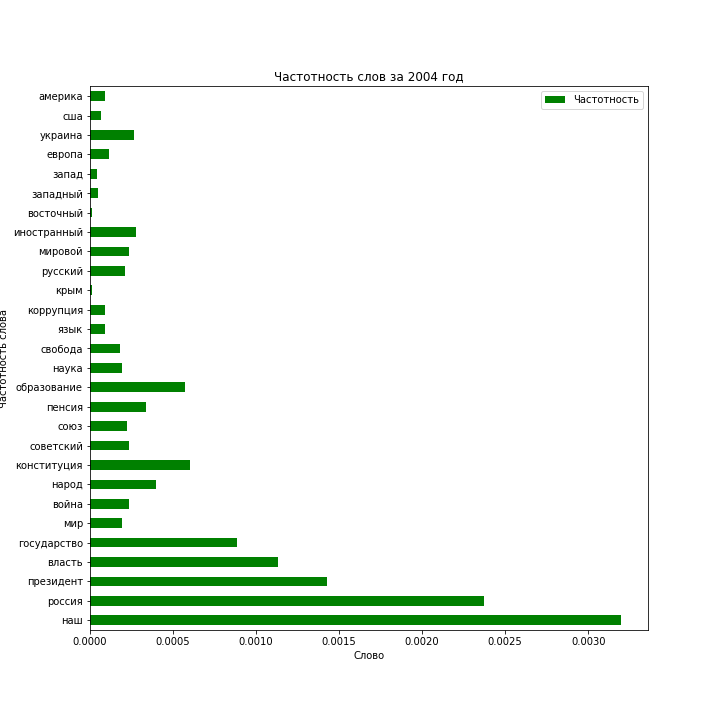 Частотность слов за 2004 год
Частотность
америка
сша
украина
европа
запад
западный
восточный
иностранный
мировой
русский
крым
коррупция
язык
свобода
наука
образование
пенсия
союз
советский
конституция
народ
война
мир
государство
власть
президент
россия
наш
Частотность слова
0.0000 0.0005 0.0010 0.0015 0.0020 0.0025 0.0030
Слово